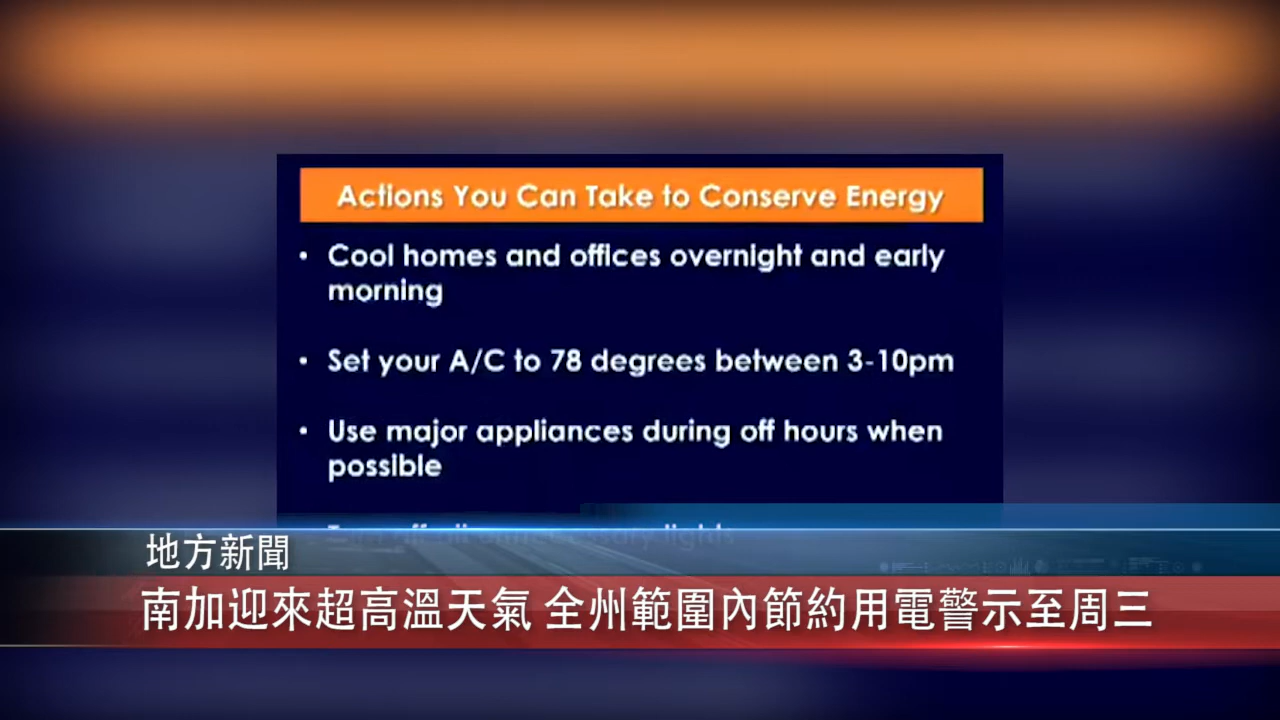 Actions You Can Take to Conserve Energy
• Cool homes and offices overnight and early
morning
• Set your A/C to 78 degrees between 3-10pm
• Use major appliances during off hours when
possible
地方新聞
南加迎來超高溫天氣 全州範圍內節約用電警示至周三